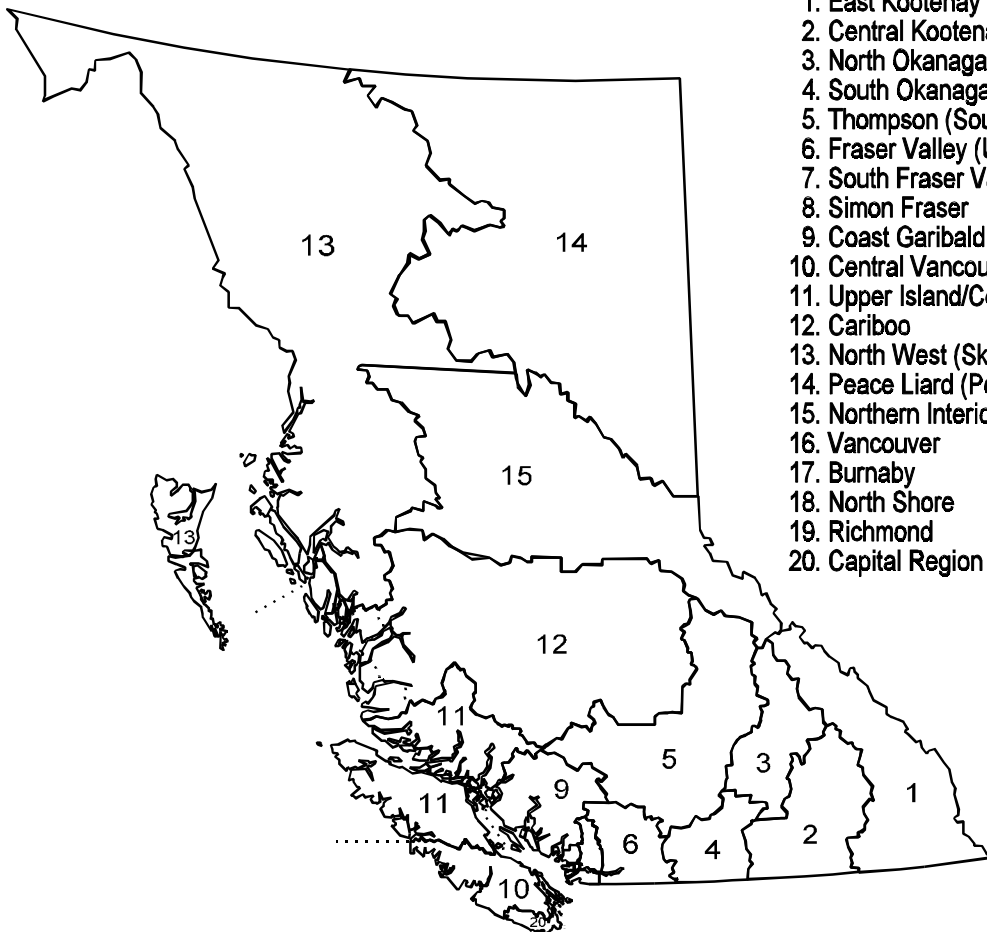 1. East Kootenay
2. Central Kootena
3. North Okanaga
4. South Okanaga
5. Thompson (Sou
6. Fraser Valley (U
7. South Fraser Va
8. Simon Fraser
9. Coast Garibald
10. Central Vancou
11. Upper Island/Ce
12. Cariboo
13. North West (Sk
14. Peace Liard (Pe
15. Northern Interio
16. Vancouver
17. Burnaby
18. North Shore
19. Richmond
20. Capital Region
13
14
15
13
12
11
5
3
9
1
11
2
6
4
10
20